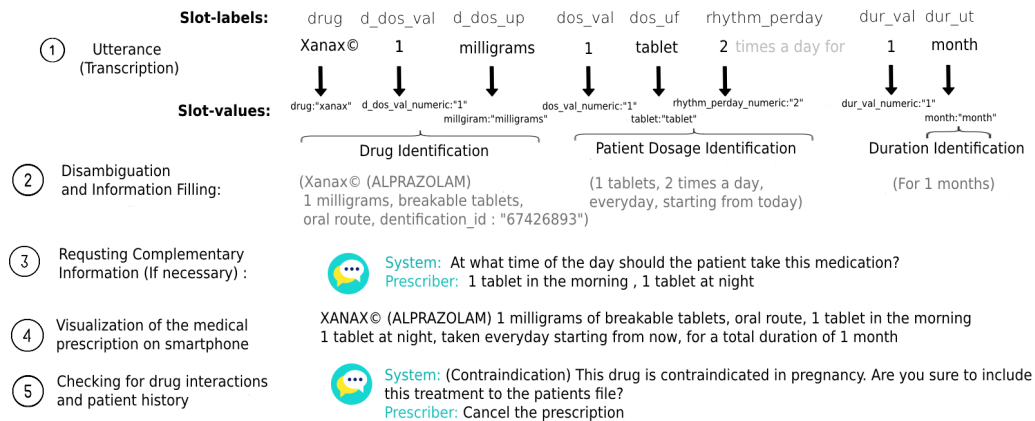 Slot-labels: drug d_dos_val d_dos_up dos_val dos_uf rhythm_perday dur_val dur_ut
1 Utterance (Transcription) Xanax© 1 milligrams 1 tablet 2 times a day for 1 month
Slot-values: drug:"xanax" d_dos_val_numeric:"1" dos_val_numeric:"1" rhythm_perday_numeric:"2" dur_val_numeric:"1"
millgiram:"milligrams" tablet:"tablet" month:"month"
Drug Identification Patient Dosage Identification Duration Identification
2 Disambiguation
and Information Filling:
(Xanax© (ALPRAZOLAM)
1 milligrams, breakable tablets,
oral route, dentification_id : "67426893")
(1 tablets, 2 times a day,
everyday, starting from today)
(For 1 months)
3 Requsting Complementary
Information (If necessary) :
System: At what time of the day should the patient take this medication?
Prescriber: 1 tablet in the morning , 1 tablet at night
4 Visualization of the medical
prescription on smartphone
XANAX© (ALPRAZOLAM) 1 milligrams of breakable tablets, oral route, 1 tablet in the morning
1 tablet at night, taken everyday starting from now, for a total duration of 1 month
5 Checking for drug interactions
and patient history
System: (Contraindication) This drug is contraindicated in pregnancy. Are you sure to include
this treatment to the patients file?
Prescriber: Cancel the prescription